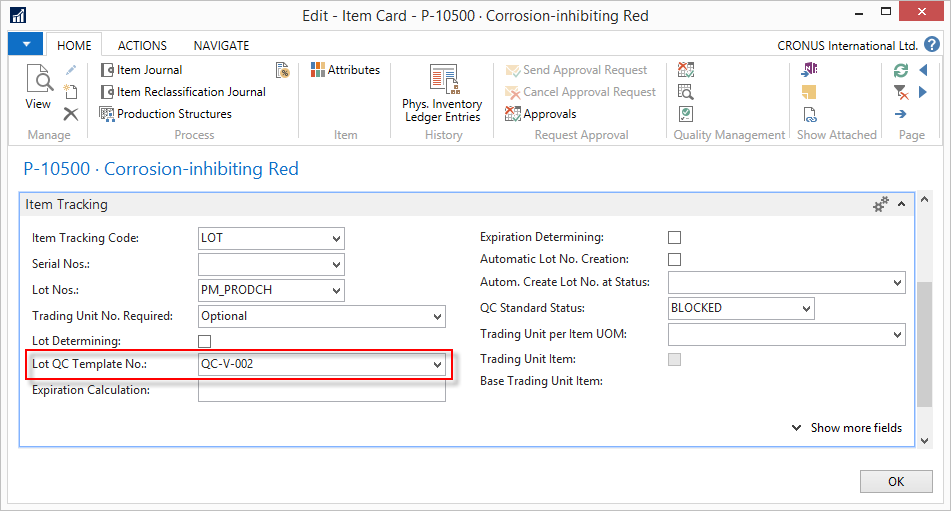 Edit - Item Card - P-10500 · Corrosion-inhibiting Red
HOME ACTIONS NAVIGATE CRONUS International Ltd. ?
View
Manage
Item Journal
Item Reclassification Journal
Production Structures
Process
Attributes
Item
Phys. Inventory
Ledger Entries
History
Send Approval Request
Cancel Approval Request
Approvals
Request Approval
Quality Management
Show Attached
Page
P-10500 · Corrosion-inhibiting Red
Item Tracking
Item Tracking Code: LOT
Serial Nos.:
Lot Nos.: PM_PRODCH
Trading Unit No. Required: Optional
Lot Determining:
Lot QC Template No.: QC-V-002
Expiration Calculation:
Expiration Determining:
Automatic Lot No. Creation:
Autom. Create Lot No. at Status:
QC Standard Status: BLOCKED
Trading Unit per Item UOM:
Trading Unit Item:
Base Trading Unit Item:
Show more fields
OK